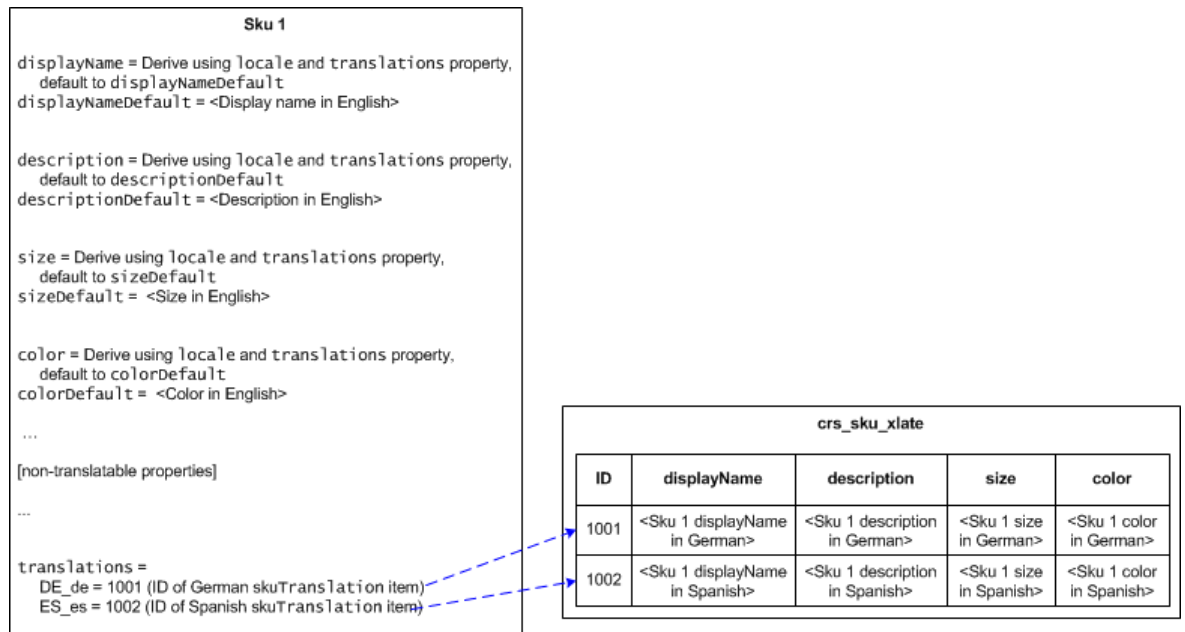 Sku 1
displayName = Derive using locale and translations property,
default to displayNameDefault
displayNameDefault = <Display name in English>
description = Derive using locale and translations property,
default to descriptionDefault
descriptionDefault = <Description in English>
size = Derive using locale and translations property,
default to sizeDefault
sizeDefault = <Size in English>
color = Derive using locale and translations property,
default to colorDefault
colorDefault = <Color in English>
...
[non-translatable properties]
...
translations =
DE_de = 1001 (ID of German skuTranslation item)
ES_es = 1002 (ID of Spanish skuTranslation item)
crs_sku_xlate
ID displayName description size color
1001 <Sku 1 displayName <Sku 1 description <Sku 1 size <Sku 1 color
in German> in German> in German> in German>
1002 <Sku 1 displayName <Sku 1 description <Sku 1 size <Sku 1 color
in Spanish> in Spanish> in Spanish> in Spanish>